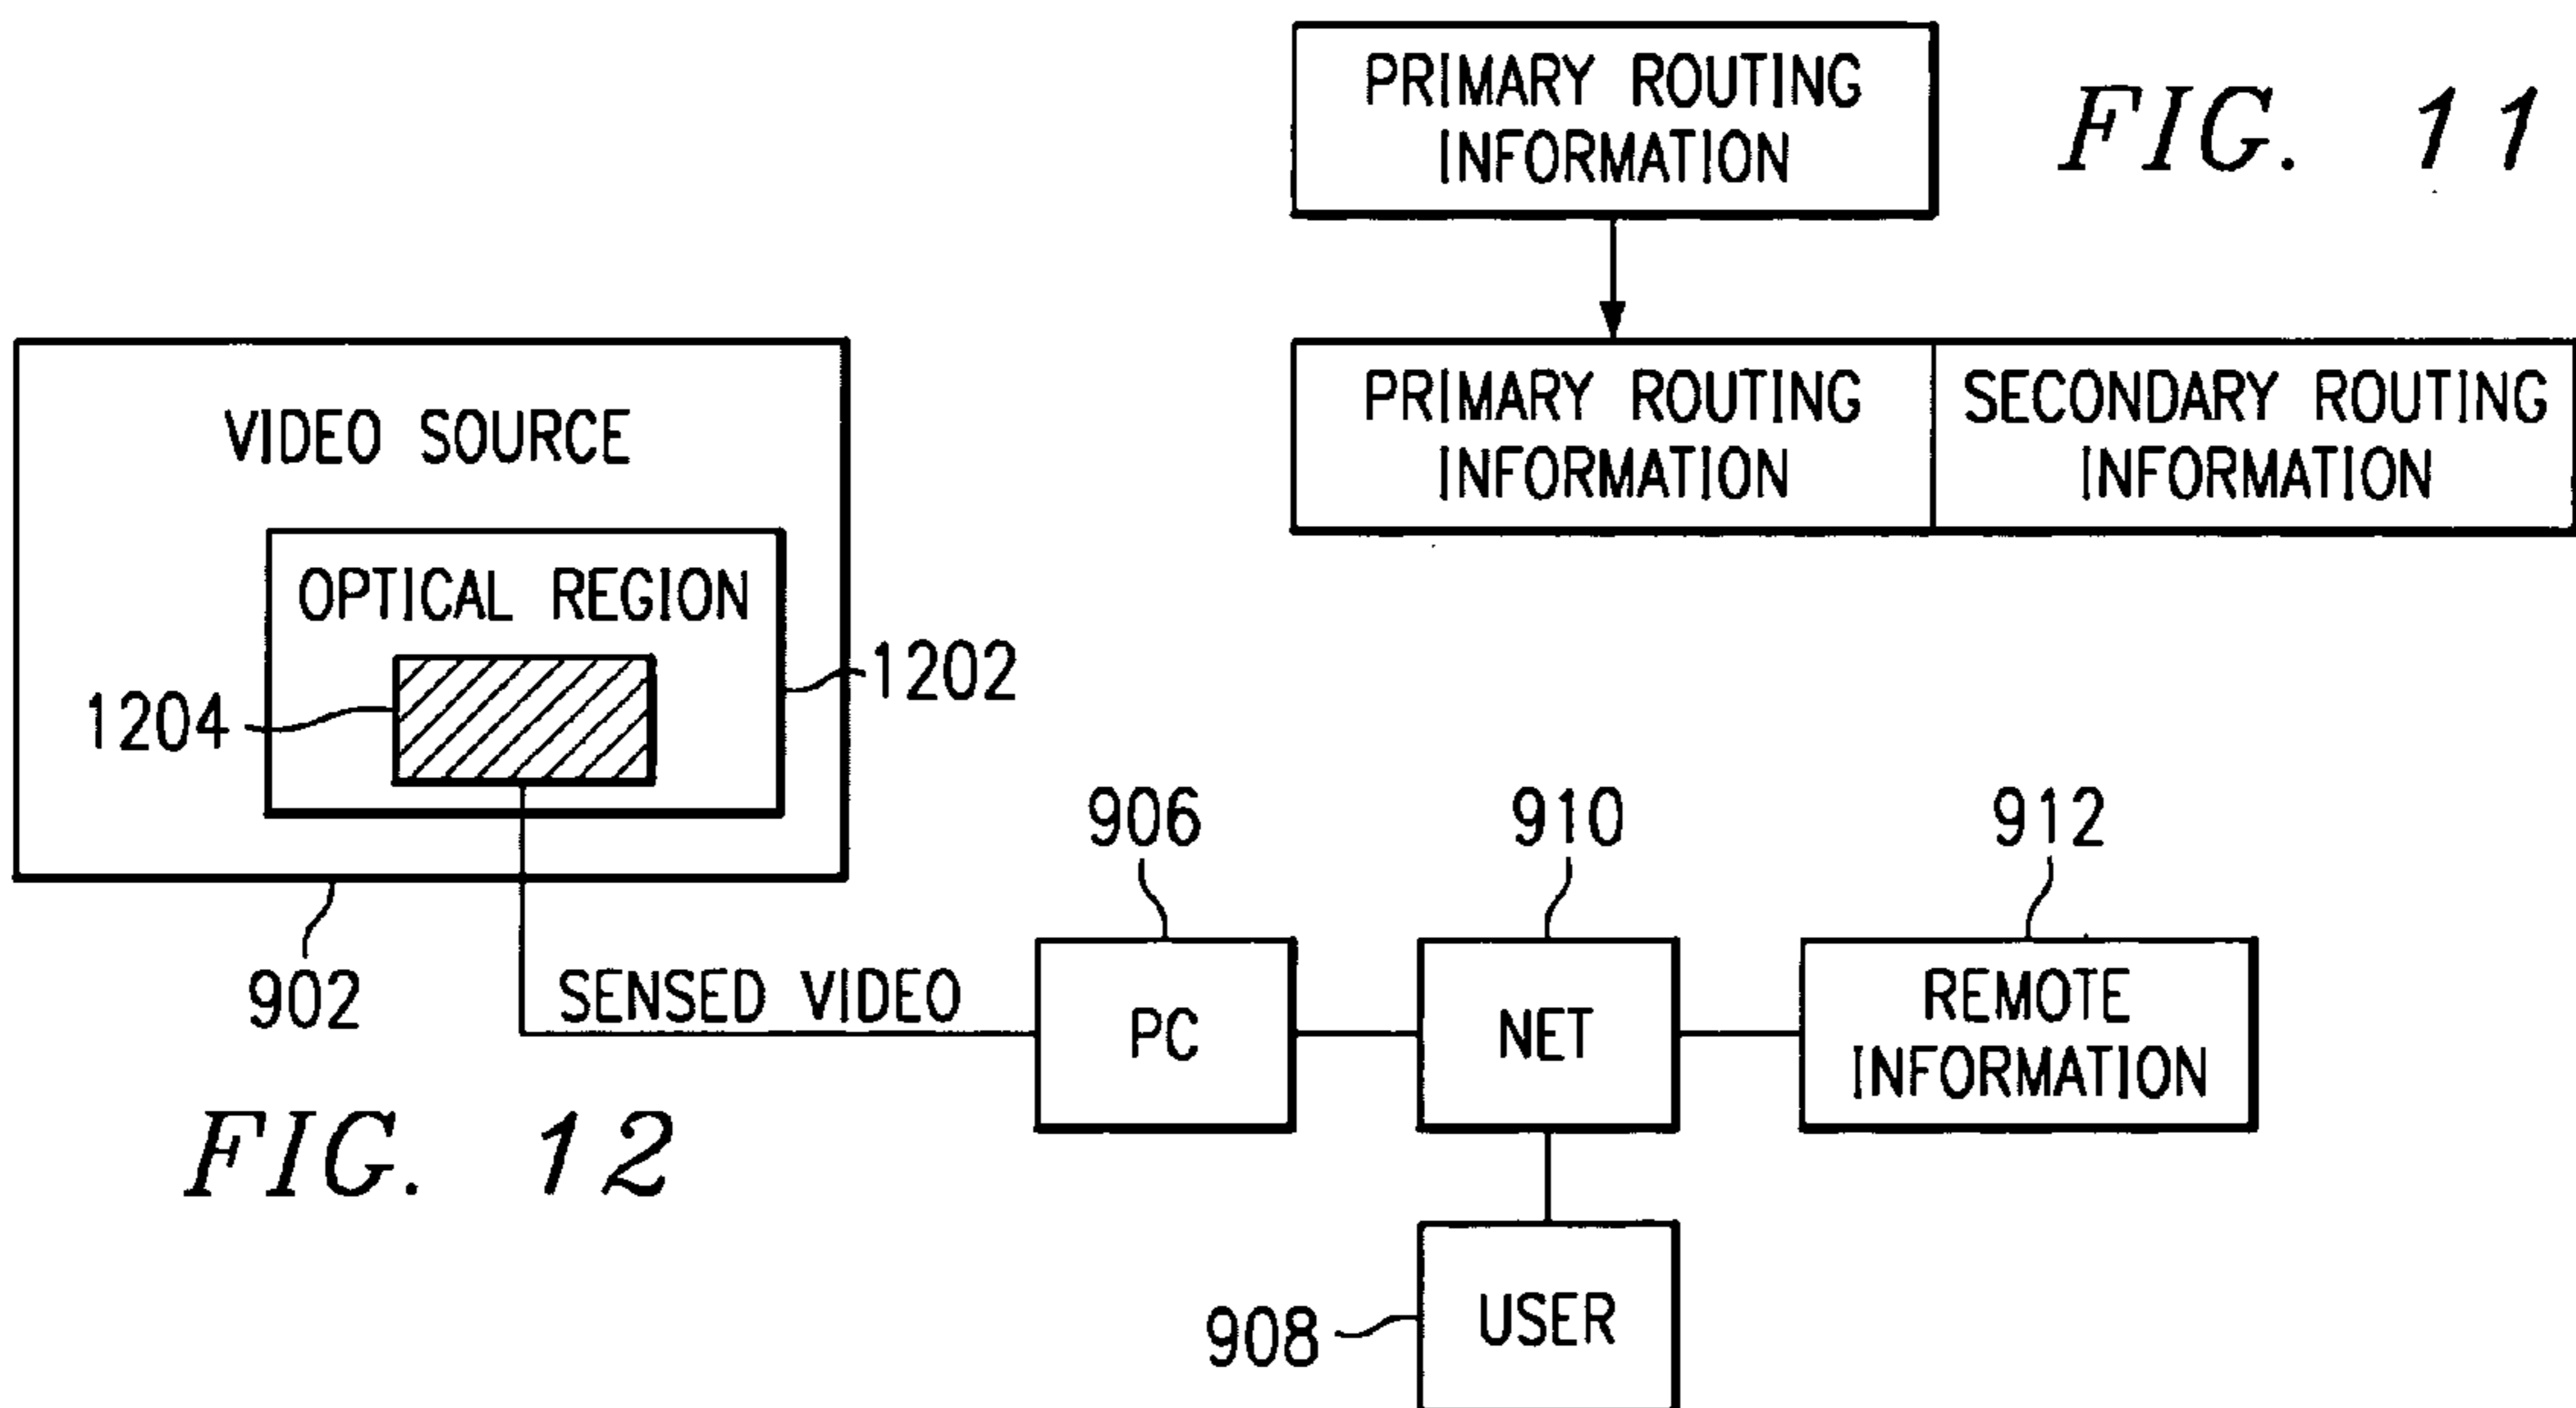 PRIMARY ROUTING
INFORMATION
FIG. 11
PRIMARY ROUTING
INFORMATION
SECONDARY ROUTING
INFORMATION
VIDEO SOURCE
OPTICAL REGION
1202
1204
902
SENSED VIDEO
906
PC
910
NET
912
REMOTE
INFORMATION
908
USER
FIG. 12